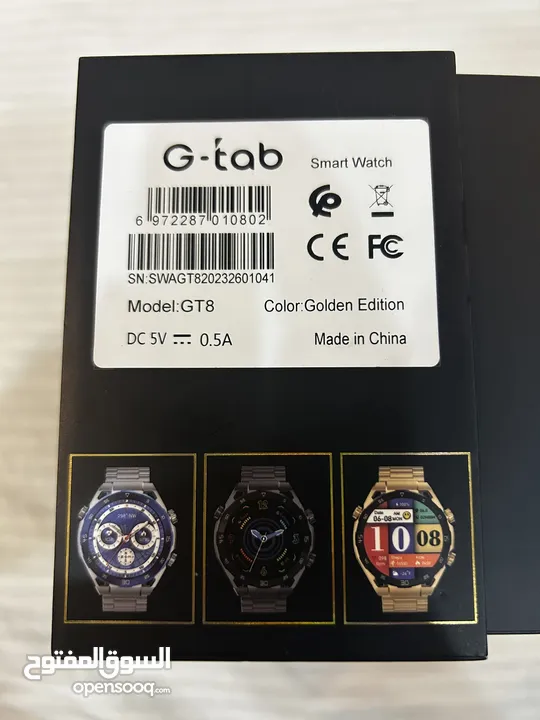 G-tab Smart Watch
6 972287 010802
CE FC
SN:SWAGT820232601041
Model:GT8 Color:Golden Edition
DC 5V 0.5A Made in China
10 08
السوق المفتوح
opensooq.com